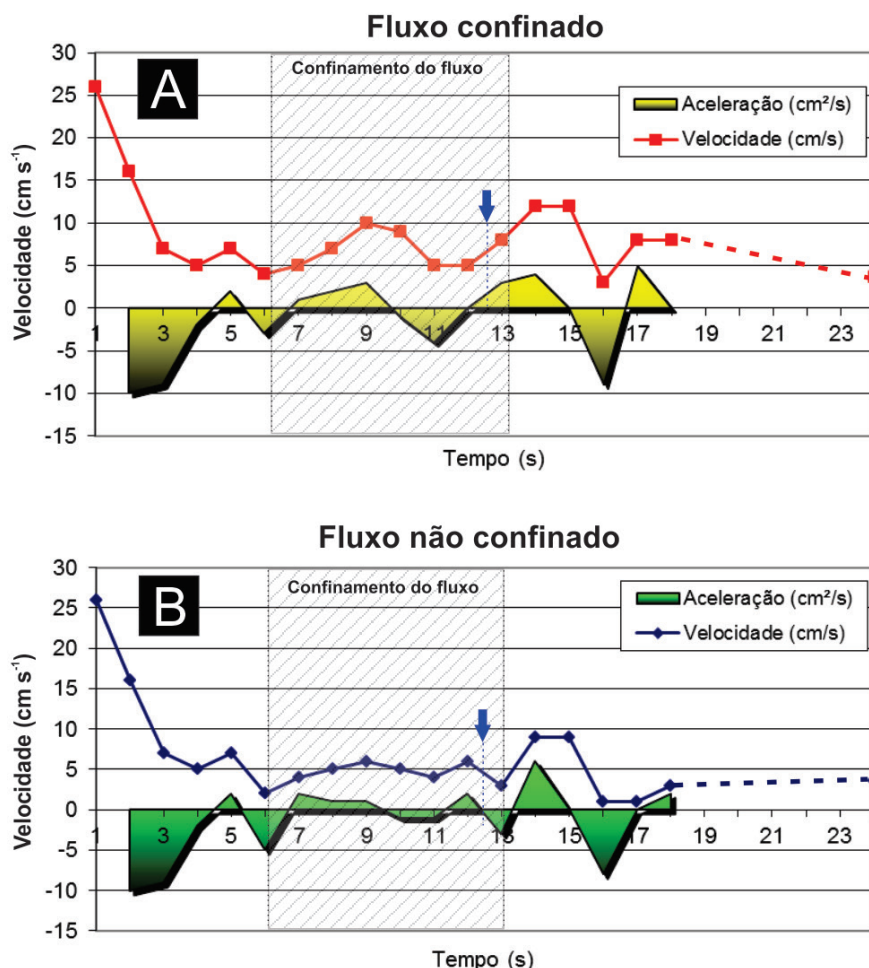 Fluxo confinado
A
Confinamento do fluxo
Aceleração (cm²/s)
Velocidade (cm/s)
Velocidade (cm s⁻¹)
30
25
20
15
10
5
0
-5
-10
-15
1 3 5 7 9 11 13 15 17 19 21 23
Tempo (s)
Fluxo não confinado
B
Confinamento do fluxo
Aceleração (cm²/s)
Velocidade (cm/s)
Velocidade (cm s⁻¹)
30
25
20
15
10
5
0
-5
-10
-15
1 3 5 7 9 11 13 15 17 19 21 23
Tempo (s)